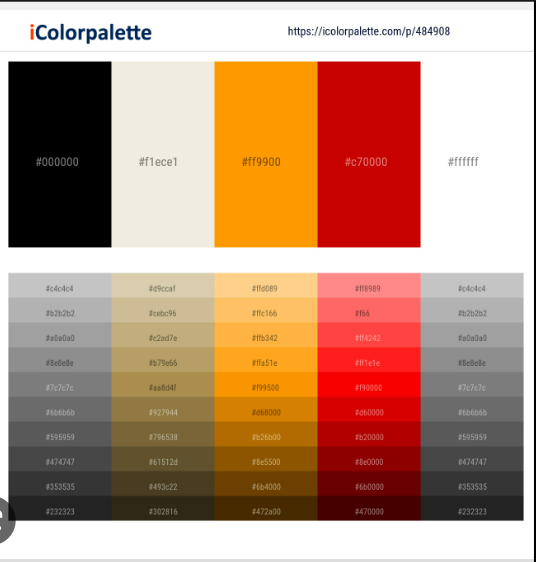 iColorpalette https://icolorpalette.com/p/484908
#000000 #f1ece1 #ff9900 #c70000 #ffffff
#c4c4c4 #d9ccaf #ffd089 #ff8989 #c4c4c4
#b2b2b2 #cebc96 #ffc166 #f66 #b2b2b2
#a0a0a0 #c2ad7e #ffb342 #ff4242 #a0a0a0
#8e8e8e #b79e66 #ffa51e #ff1e1e #8e8e8e
#7c7c7c #aa8d4f #f99500 #f90000 #7c7c7c
#6b6b6b #927944 #d68000 #d60000 #6b6b6b
#595959 #796538 #b26b00 #b20000 #595959
#474747 #61512d #8e5500 #8e0000 #474747
#353535 #493c22 #6b4000 #6b0000 #353535
#232323 #302816 #472a00 #470000 #232323